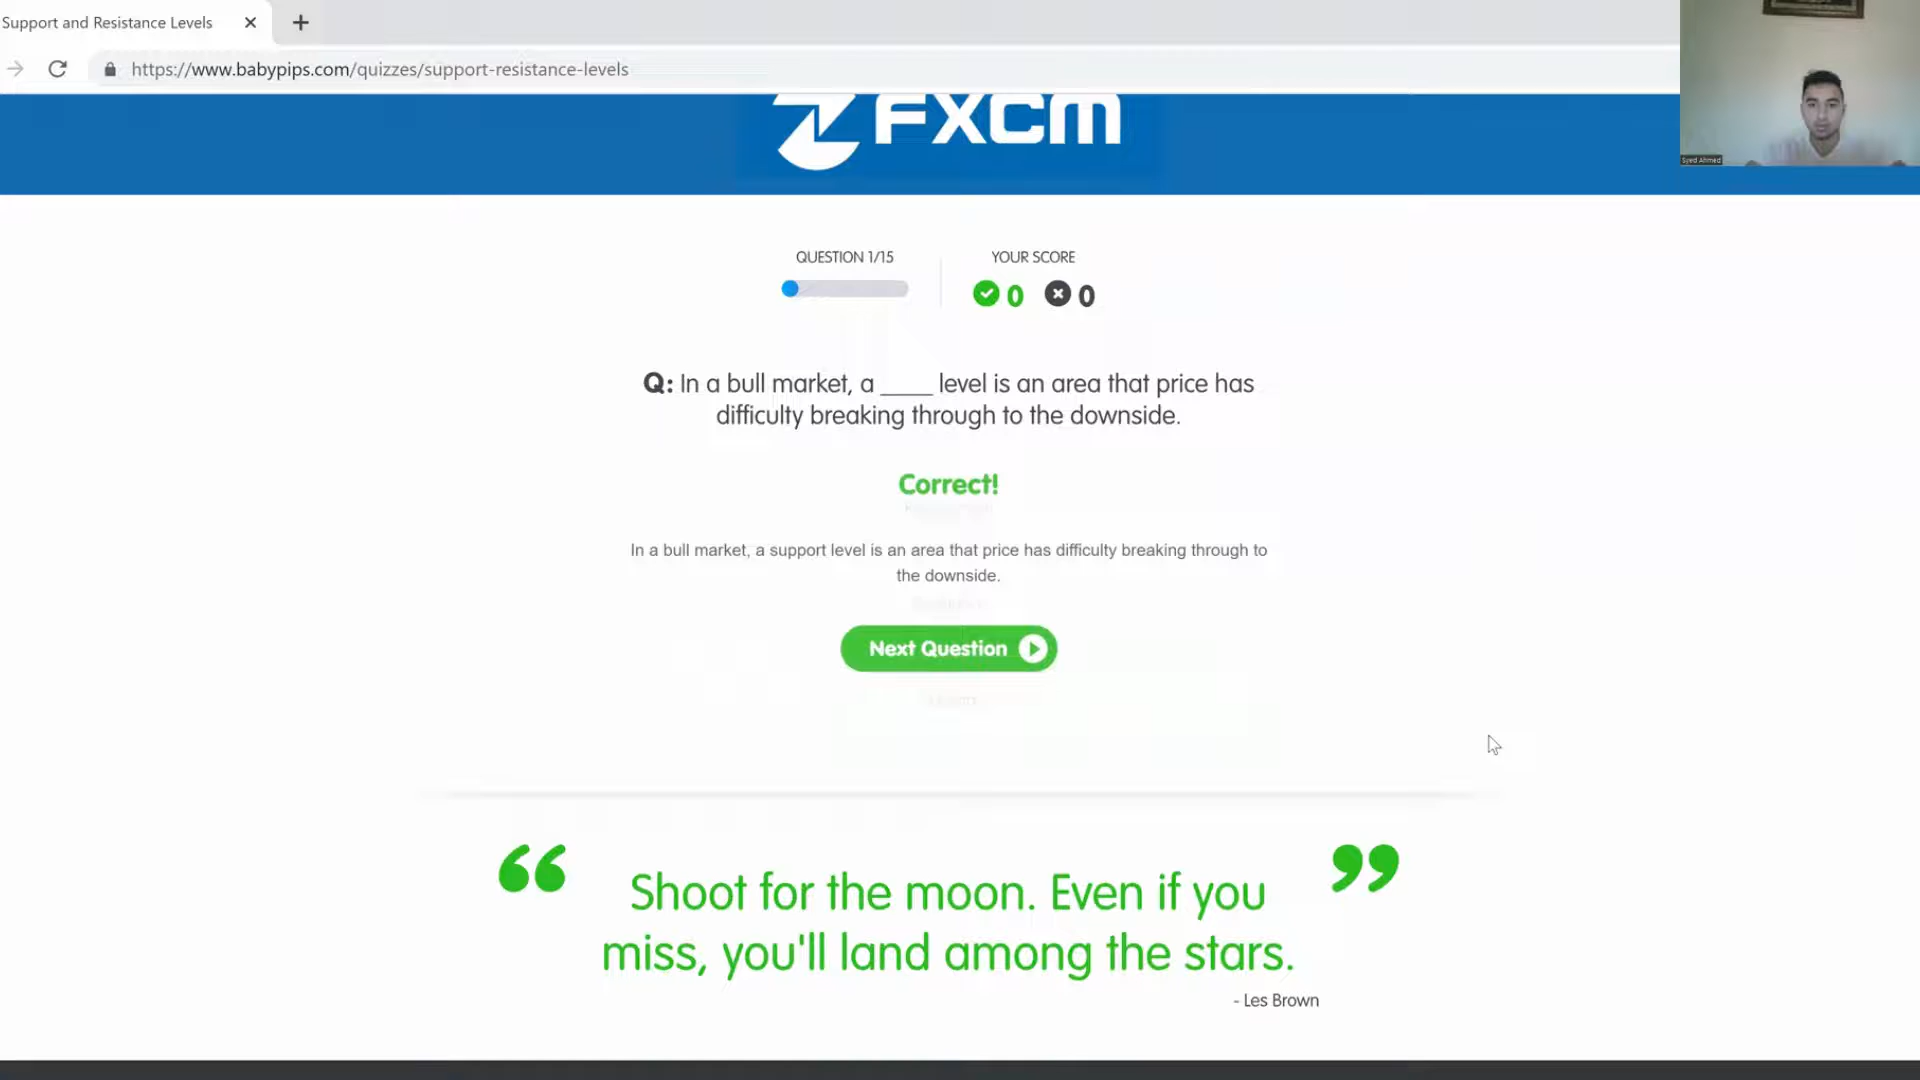 Support and Resistance Levels
https://www.babypips.com/quizzes/support-resistance-levels
FXCM
Syed Ahmed
QUESTION 1/15
YOUR SCORE
0 0
Q: In a bull market, a ____ level is an area that price has
difficulty breaking through to the downside.
Correct!
In a bull market, a support level is an area that price has difficulty breaking through to
the downside.
Next Question
“ Shoot for the moon. Even if you ”
miss, you'll land among the stars.
- Les Brown